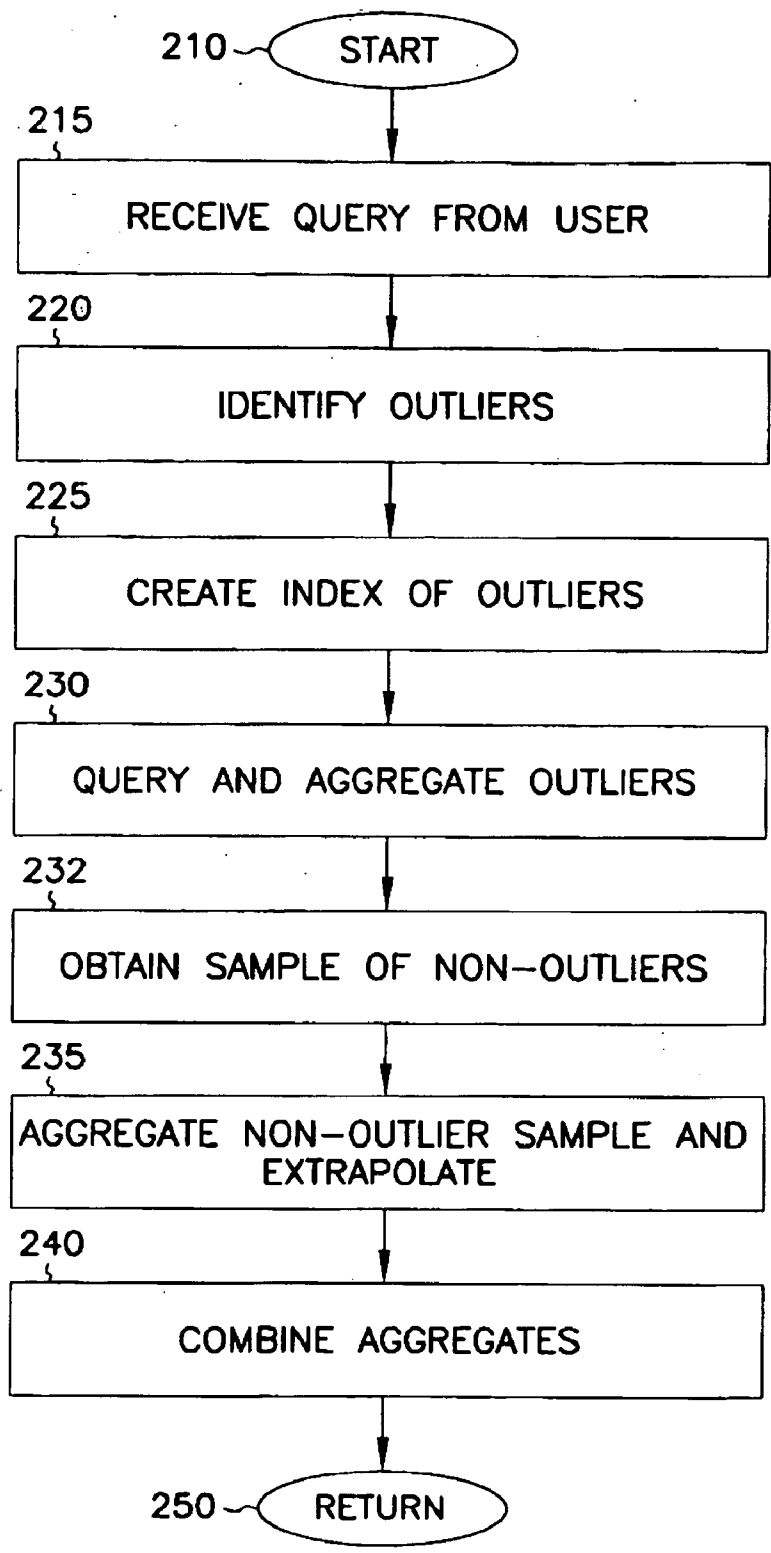 210 START
215
RECEIVE QUERY FROM USER
220
IDENTIFY OUTLIERS
225
CREATE INDEX OF OUTLIERS
230
QUERY AND AGGREGATE OUTLIERS
232
OBTAIN SAMPLE OF NON-OUTLIERS
235
AGGREGATE NON-OUTLIER SAMPLE AND
EXTRAPOLATE
240
COMBINE AGGREGATES
250 RETURN